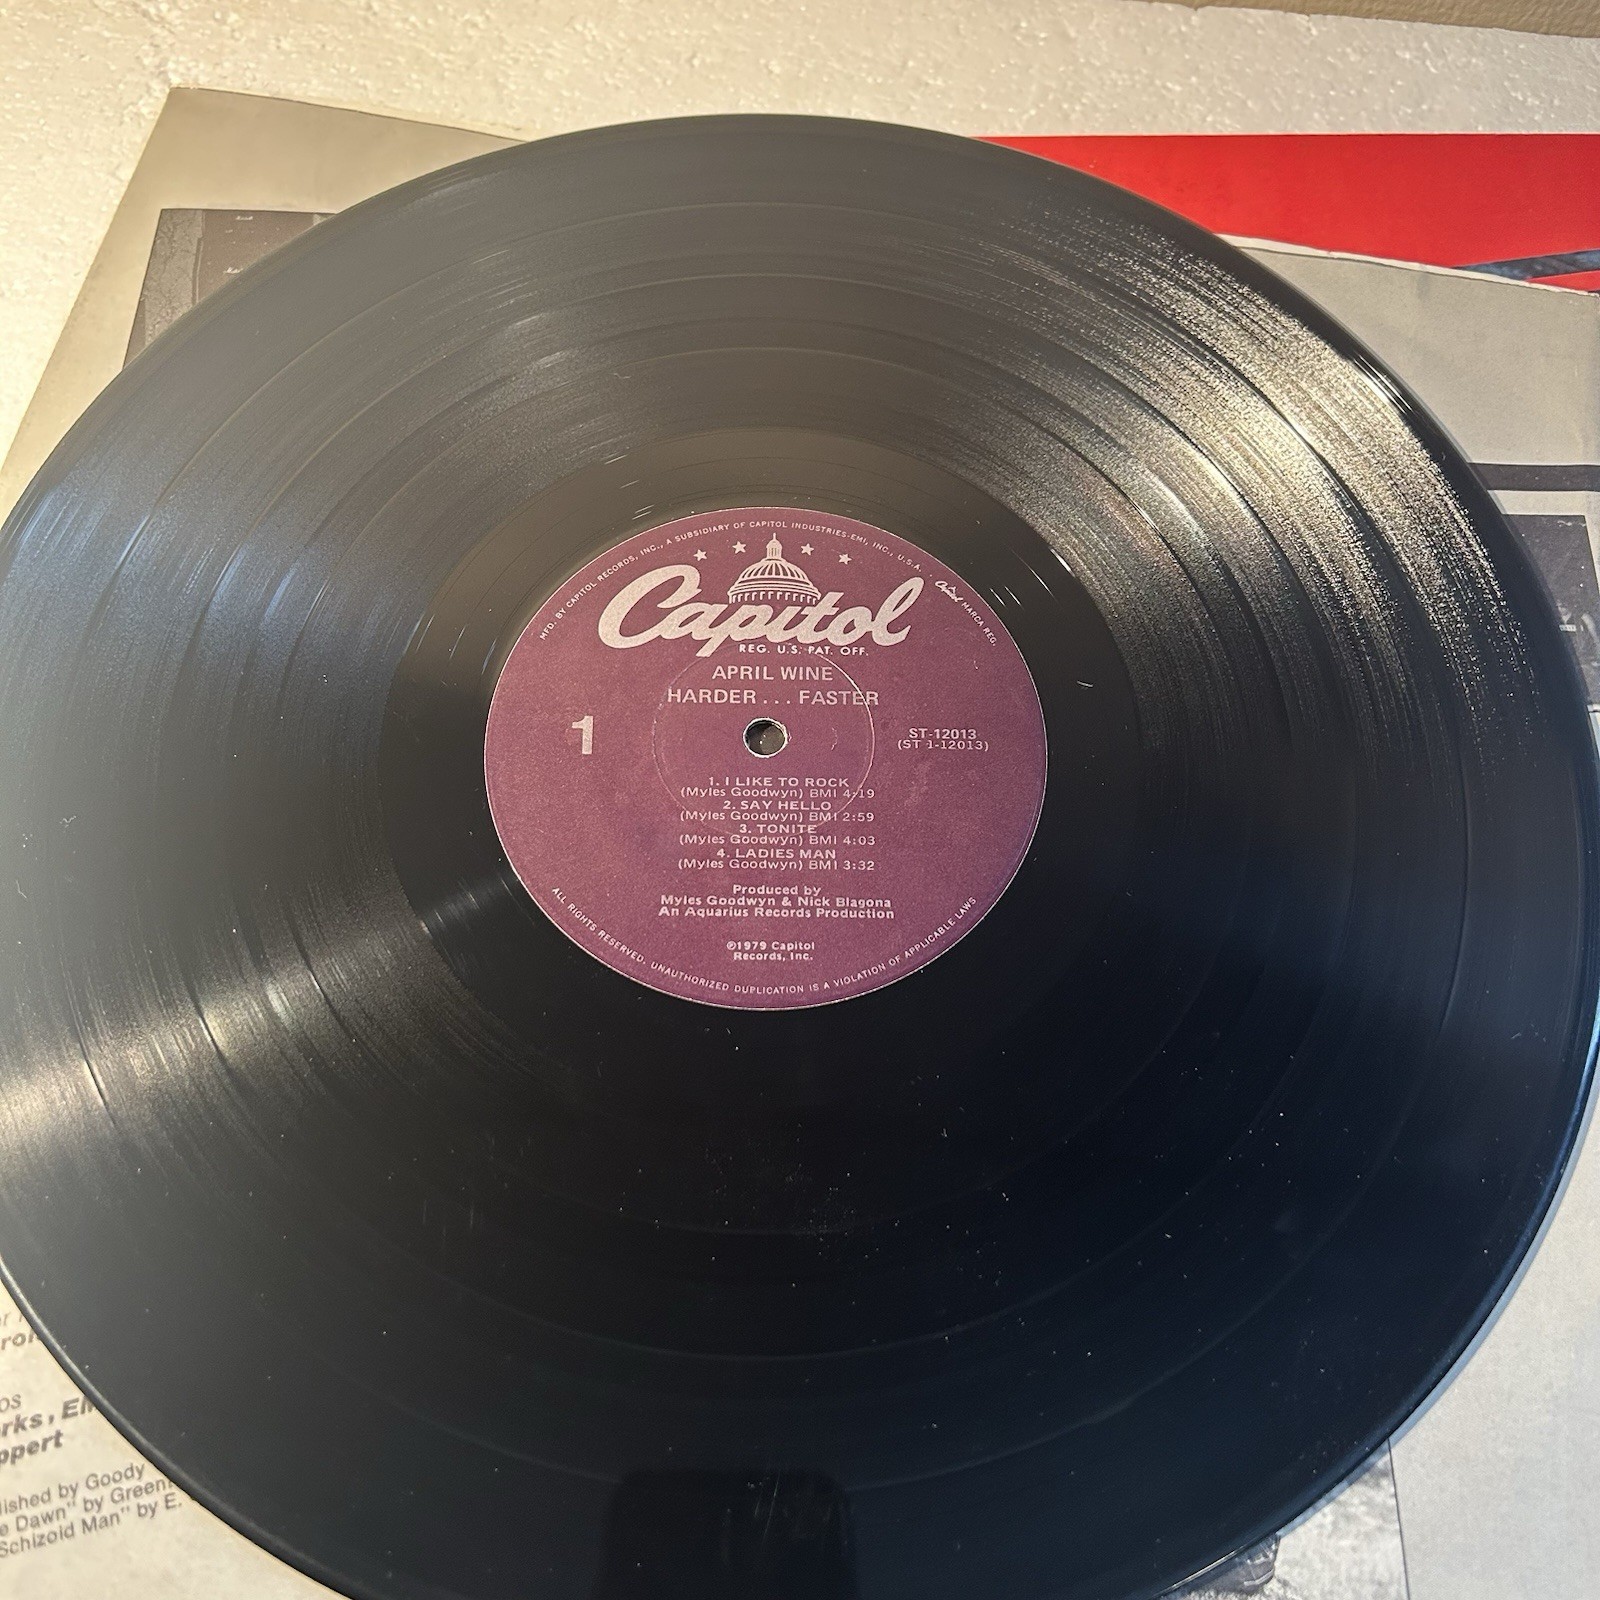 MFD. BY CAPITOL RECORDS, INC., A SUBSIDIARY OF CAPITOL INDUSTRIES-EMI, INC., U.S.A. . Capitol MARCA REG.
Capitol
REG. U.S. PAT. OFF.
APRIL WINE
HARDER . . . FASTER
1
ST-12013
(ST 1-12013)
1. I LIKE TO ROCK
(Myles Goodwyn) BMI 4:19
2. SAY HELLO
(Myles Goodwyn) BMI 2:59
3. TONITE
(Myles Goodwyn) BMI 4:03
4. LADIES MAN
(Myles Goodwyn) BMI 3:32
Produced by
Myles Goodwyn & Nick Blagona
An Aquarius Records Production
℗1979 Capitol
Records, Inc.
ALL RIGHTS RESERVED. UNAUTHORIZED DUPLICATION IS A VIOLATION OF APPLICABLE LAWS
by Goody
Dawn" by
Schizoid Man" by E.